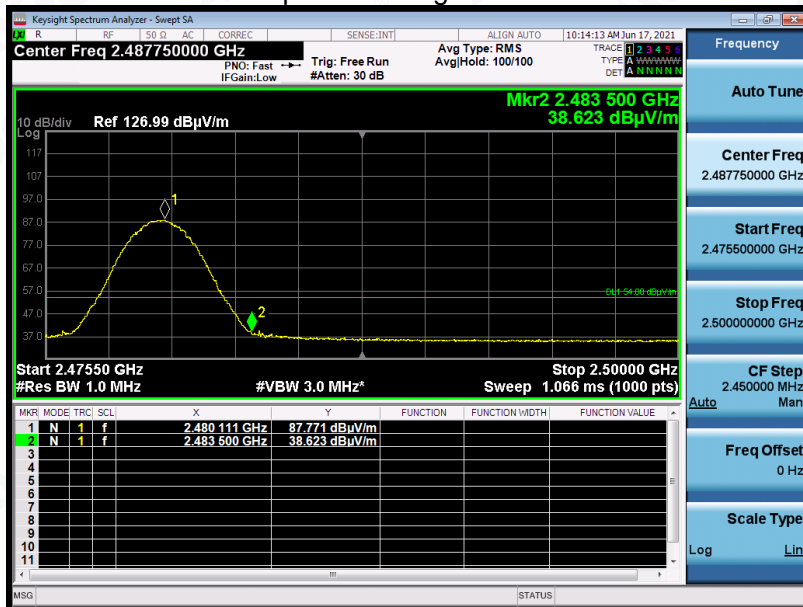 Keysight Spectrum Analyzer - Swept SA
LXI R RF 50 Ω AC CORREC SENSE:INT ALIGN AUTO 10:14:13 AM Jun 17, 2021
Center Freq 2.487750000 GHz
PNO: Fast
IFGain:Low
Trig: Free Run
#Atten: 30 dB
Avg Type: RMS
Avg|Hold: 100/100
TRACE 1 2 3 4 5 6
TYPE A WWWWW
DET A N N N N N
Mkr2 2.483 500 GHz
38.623 dBµV/m
10 dB/div Ref 126.99 dBµV/m
Log
117
107
97.0
87.0
77.0
67.0
57.0
47.0
37.0
1
2
DL1 54.00 dBµV/m
Start 2.47550 GHz Stop 2.50000 GHz
#Res BW 1.0 MHz #VBW 3.0 MHz* Sweep 1.066 ms (1000 pts)
MKR MODE TRC SCL X Y FUNCTION FUNCTION WIDTH FUNCTION VALUE
1 N 1 f 2.480 111 GHz 87.771 dBµV/m
2 N 1 f 2.483 500 GHz 38.623 dBµV/m
3
4
5
6
7
8
9
10
11
MSG STATUS
Frequency
Auto Tune
Center Freq
2.487750000 GHz
Start Freq
2.475500000 GHz
Stop Freq
2.500000000 GHz
CF Step
2.450000 MHz
Auto Man
Freq Offset
0 Hz
Scale Type
Log Lin